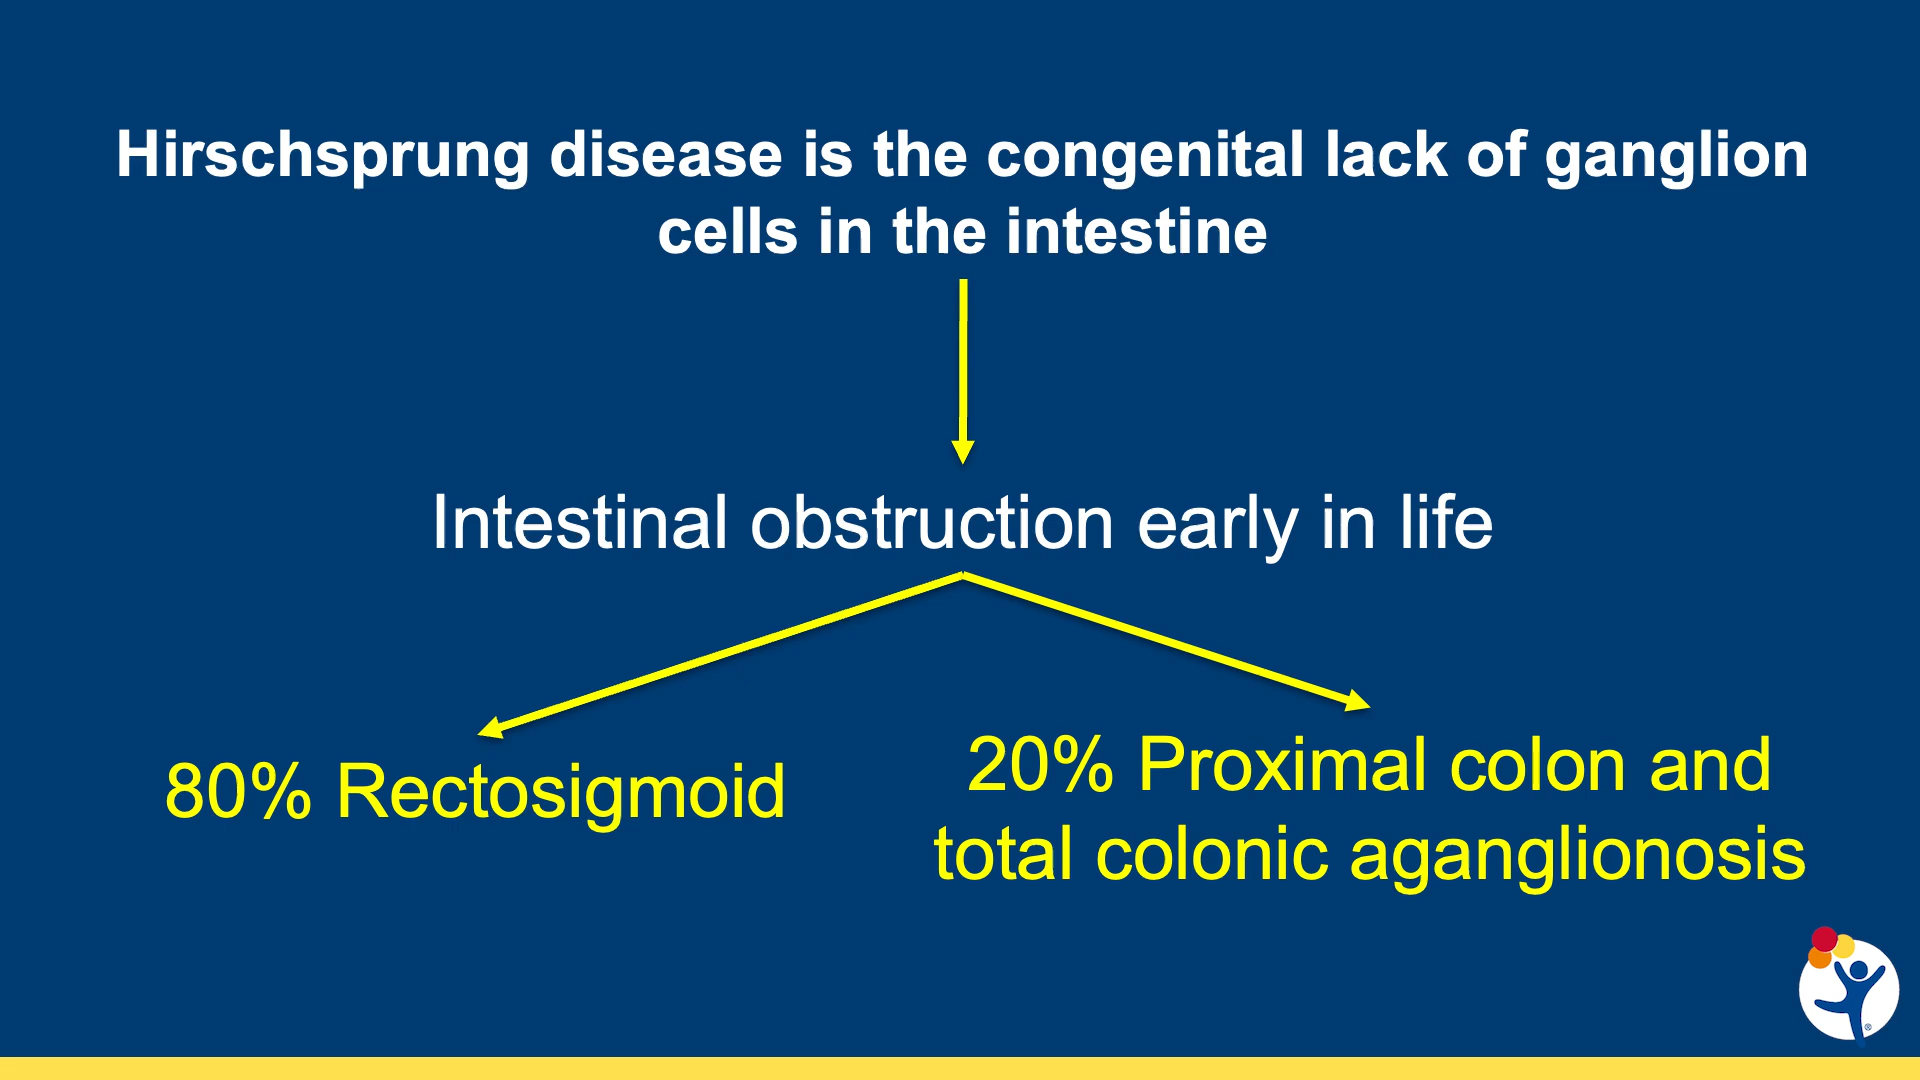 Hirschsprung disease is the congenital lack of ganglion
cells in the intestine
Intestinal obstruction early in life
80% Rectosigmoid
20% Proximal colon and
total colonic aganglionosis
®